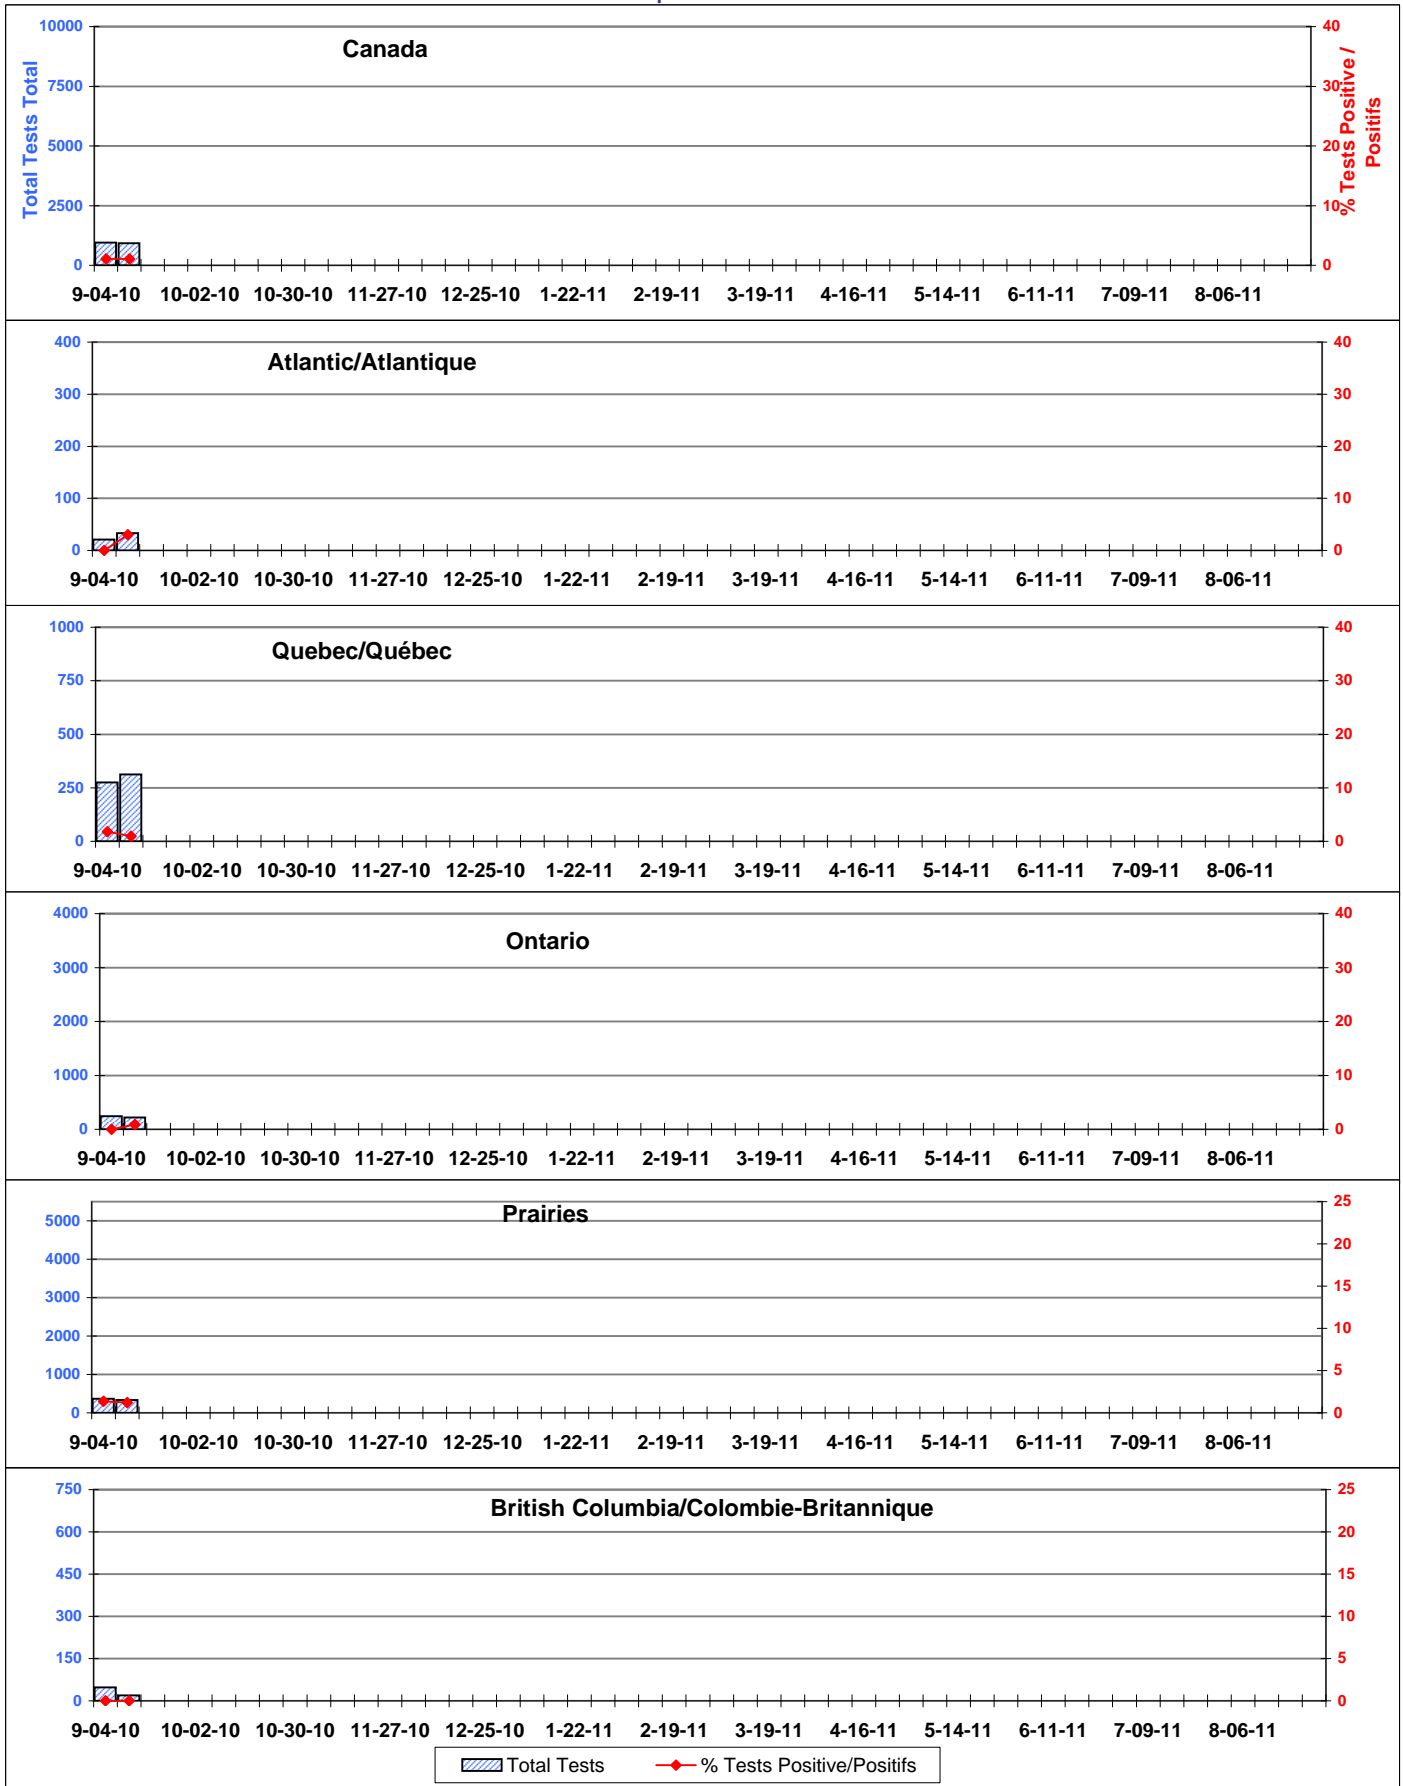 10000 40
Canada
7500 30
5000 20
2500 10
0 0
Total Tests Total
% Tests Positive /
Positifs
9-04-10 10-02-10 10-30-10 11-27-10 12-25-10 1-22-11 2-19-11 3-19-11 4-16-11 5-14-11 6-11-11 7-09-11 8-06-11
400 40
Atlantic/Atlantique
300 30
200 20
100 10
0 0
9-04-10 10-02-10 10-30-10 11-27-10 12-25-10 1-22-11 2-19-11 3-19-11 4-16-11 5-14-11 6-11-11 7-09-11 8-06-11
1000 40
Quebec/Québec
750 30
500 20
250 10
0 0
9-04-10 10-02-10 10-30-10 11-27-10 12-25-10 1-22-11 2-19-11 3-19-11 4-16-11 5-14-11 6-11-11 7-09-11 8-06-11
4000 40
Ontario
3000 30
2000 20
1000 10
0 0
9-04-10 10-02-10 10-30-10 11-27-10 12-25-10 1-22-11 2-19-11 3-19-11 4-16-11 5-14-11 6-11-11 7-09-11 8-06-11
25
Prairies
5000 20
4000 15
3000 10
2000 5
1000 0
0
9-04-10 10-02-10 10-30-10 11-27-10 12-25-10 1-22-11 2-19-11 3-19-11 4-16-11 5-14-11 6-11-11 7-09-11 8-06-11
750 25
British Columbia/Colombie-Britannique
600 20
450 15
300 10
150 5
0 0
9-04-10 10-02-10 10-30-10 11-27-10 12-25-10 1-22-11 2-19-11 3-19-11 4-16-11 5-14-11 6-11-11 7-09-11 8-06-11
Total Tests % Tests Positive/Positifs